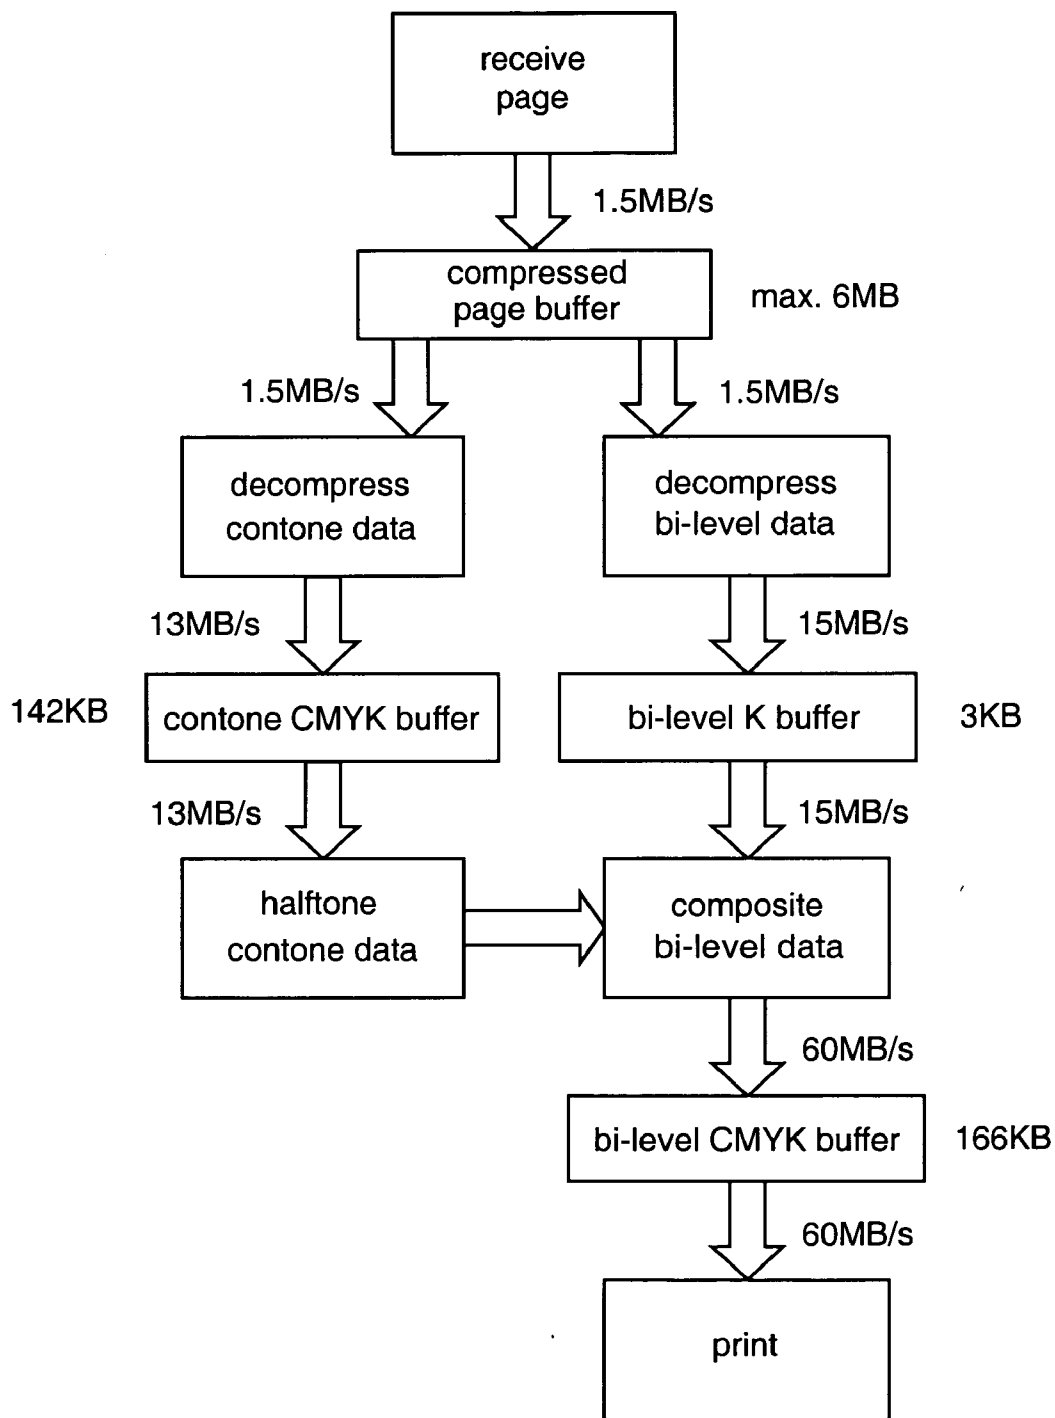 receive
page
1.5MB/s
compressed
page buffer
max. 6MB
1.5MB/s
1.5MB/s
decompress
contone data
decompress
bi-level data
13MB/s
15MB/s
142KB
contone CMYK buffer
bi-level K buffer
3KB
13MB/s
15MB/s
halftone
contone data
composite
bi-level data
60MB/s
bi-level CMYK buffer
166KB
60MB/s
print